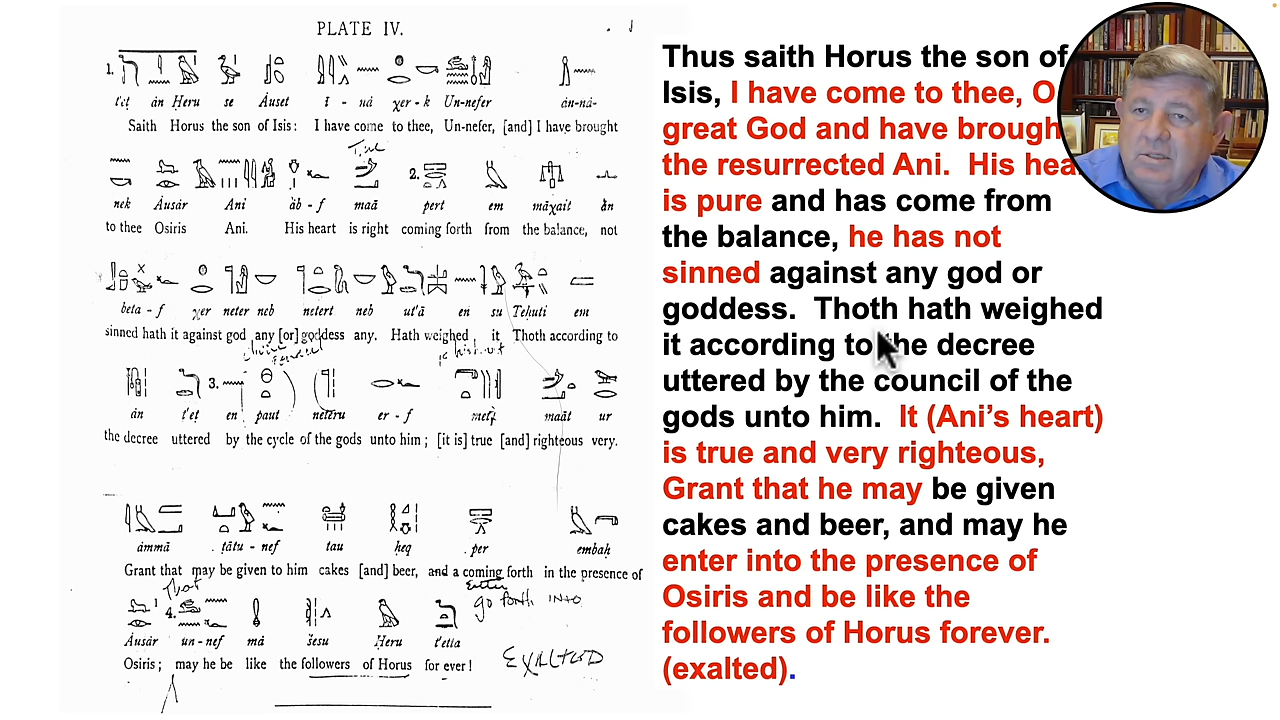 PLATE IV.
1.
t'eṭ ȧn Ḥeru se Ȧuset ī - nȧ χer - k Un-nefer ȧn-nȧ-
Saith Horus the son of Isis: I have come to thee, Un-nefer, [and] I have brought
True
2.
nek Ȧusȧr Ani ȧb - f maā pert em māχait ȧn
to thee Osiris Ani. His heart is right coming forth from the balance, not
beta - f χer neter neb netert neb ut'ā en su Teḥuti em
sinned hath it against god any [or] goddess any. Hath weighed it Thoth according to
3.
ȧn t'eṭ en paut neteru er - f metṛ maāt ur
the decree uttered by the cycle of the gods unto him; [it is] true [and] righteous very.
ȧmmā ṭātu - nef tau ḥeq per embaḥ
Grant that may be given to him cakes [and] beer, and a coming forth in the presence of
that
Enter
go forth INTO
4.
Ȧusȧr un-nef mȧ šesu Ḥeru t'etta
Osiris; may he be like the followers of Horus for ever!
EXALTED
Thus saith Horus the son of
Isis, I have come to thee, O
great God and have brough
the resurrected Ani. His hea
is pure and has come from
the balance, he has not
sinned against any god or
goddess. Thoth hath weighed
it according to the decree
uttered by the council of the
gods unto him. It (Ani’s heart)
is true and very righteous,
Grant that he may be given
cakes and beer, and may he
enter into the presence of
Osiris and be like the
followers of Horus forever.
(exalted).